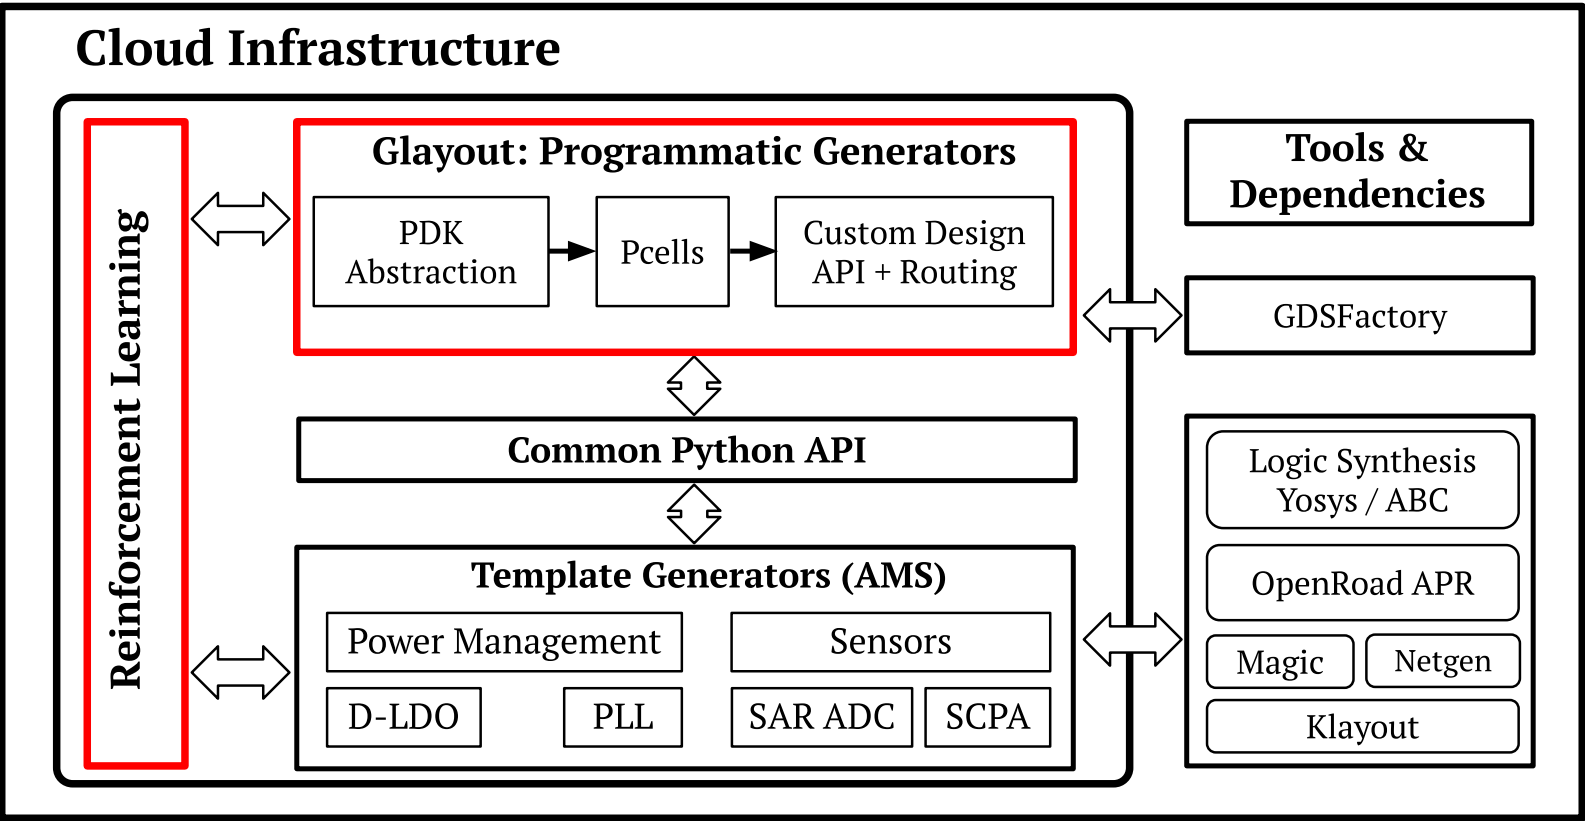 Cloud Infrastructure
Reinforcement Learning
Glayout: Programmatic Generators
PDK
Abstraction
Pcells
Custom Design
API + Routing
Common Python API
Template Generators (AMS)
Power Management
Sensors
D-LDO
PLL
SAR ADC
SCPA
Tools &
Dependencies
GDSFactory
Logic Synthesis
Yosys / ABC
OpenRoad APR
Magic
Netgen
Klayout